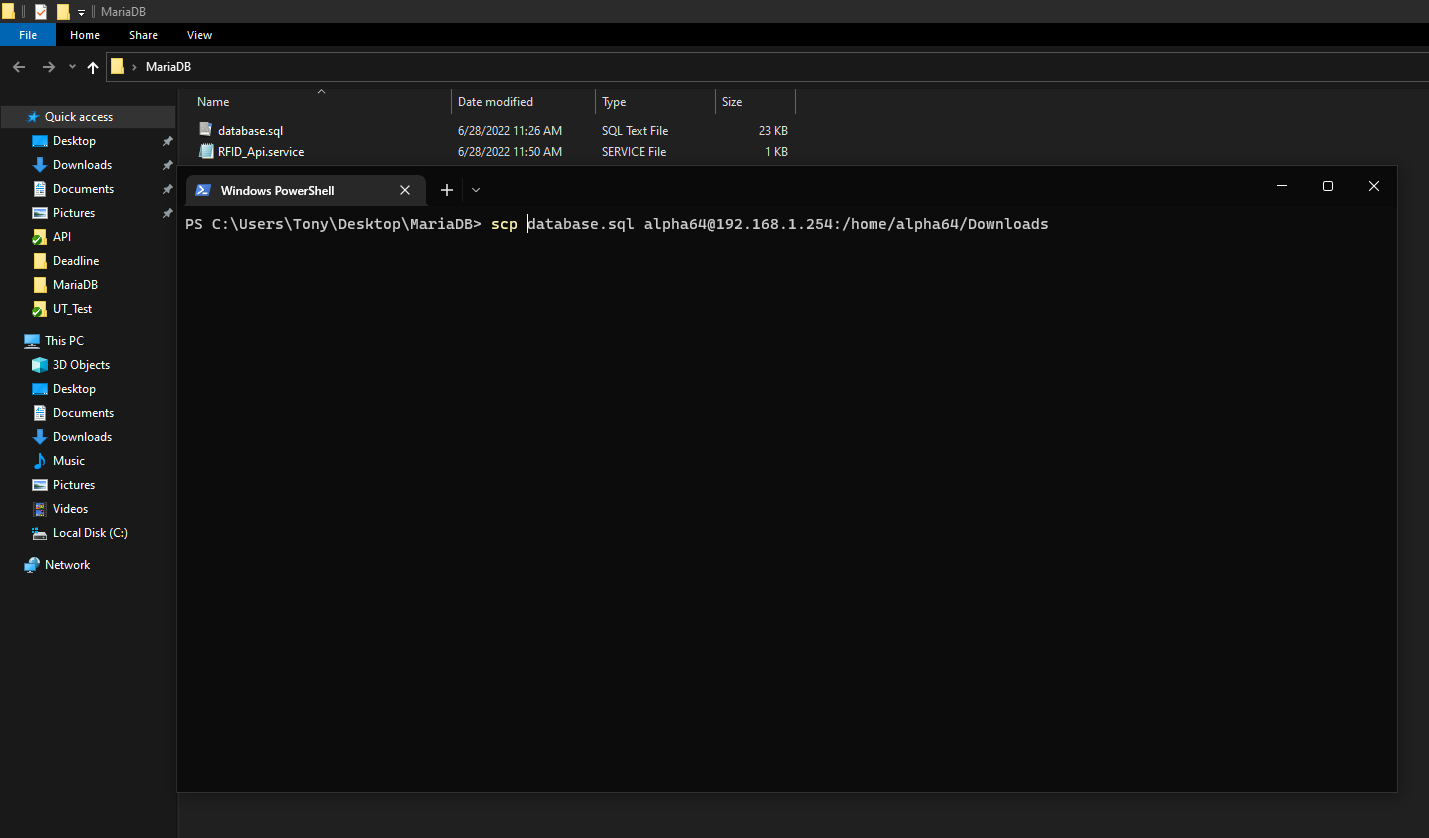 MariaDB
File Home Share View
MariaDB
Name Date modified Type Size
database.sql 6/28/2022 11:26 AM SQL Text File 23 KB
RFID_Api.service 6/28/2022 11:50 AM SERVICE File 1 KB
Quick access
Desktop
Downloads
Documents
Pictures
API
Deadline
MariaDB
UT_Test
This PC
3D Objects
Desktop
Documents
Downloads
Music
Pictures
Videos
Local Disk (C:)
Network
Windows PowerShell
PS C:\Users\Tony\Desktop\MariaDB> scp database.sql alpha64@192.168.1.254:/home/alpha64/Downloads